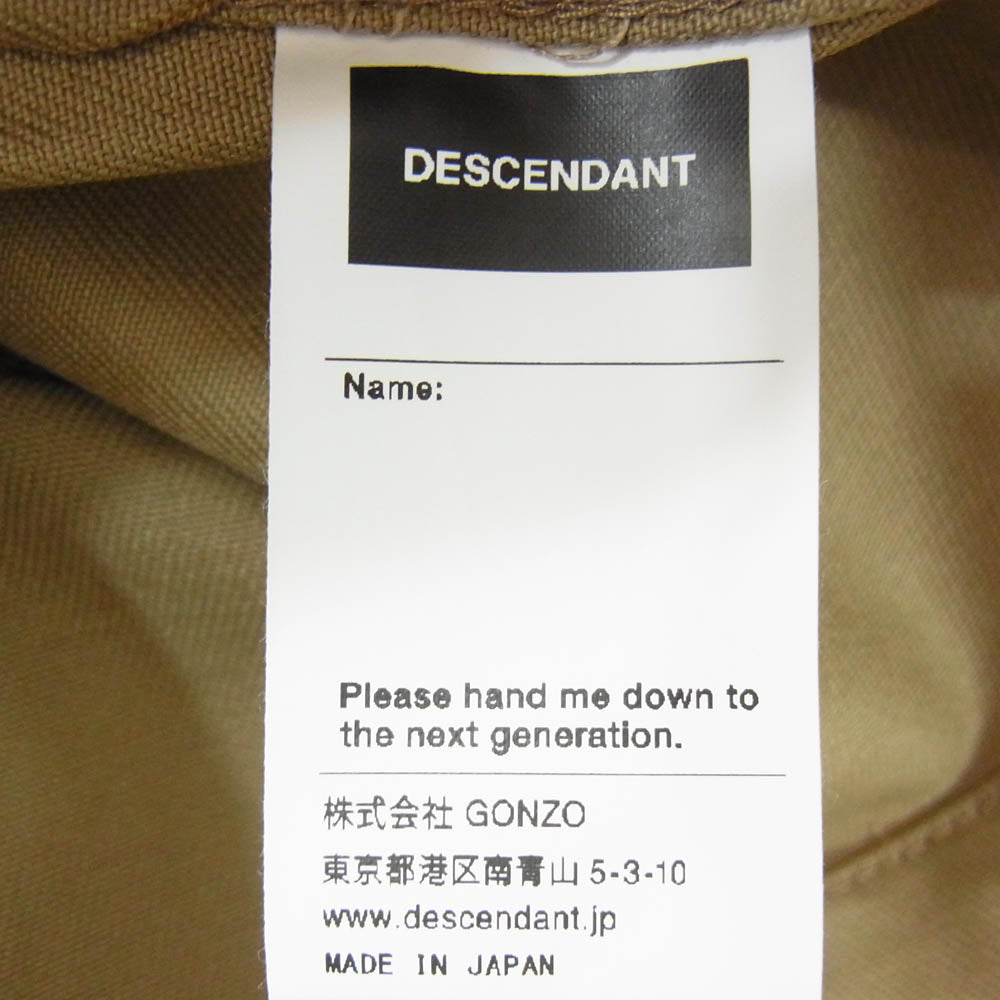 DESCENDANT
Name:
Please hand me down to
the next generation.
株式会社 GONZO
東京都港区南青山 5-3-10
www.descendant.jp
MADE IN JAPAN